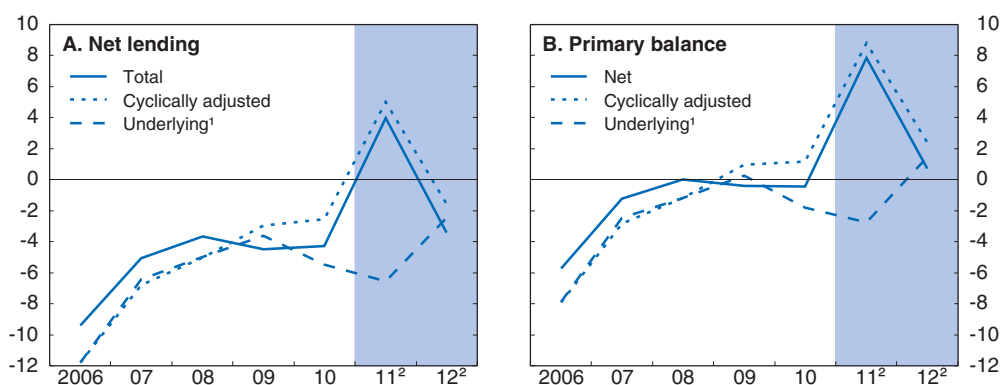 A. Net lending
Total
Cyclically adjusted
Underlying¹
10
8
6
4
2
0
-2
-4
-6
-8
-10
-12
2006 07 08 09 10 11² 12²
B. Primary balance
Net
Cyclically adjusted
Underlying¹
10
8
6
4
2
0
-2
-4
-6
-8
-10
-12
2006 07 08 09 10 11² 12²